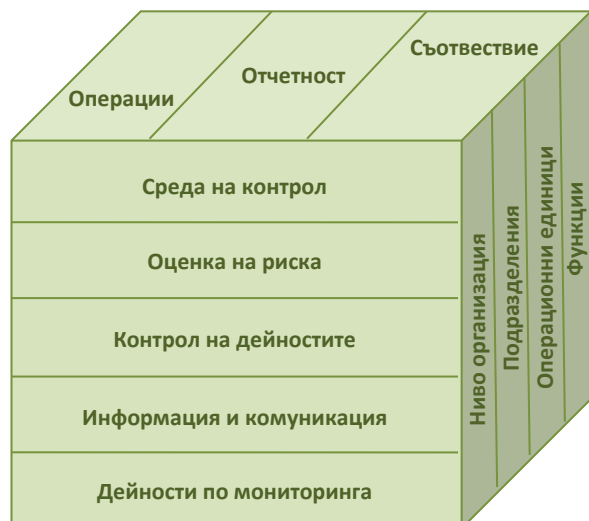 Операции
Отчетност
Съотвествие
Среда на контрол
Оценка на риска
Контрол на дейностите
Информация и комуникация
Дейности по мониторинга
Ниво организация
Подразделения
Операционни единици
Функции